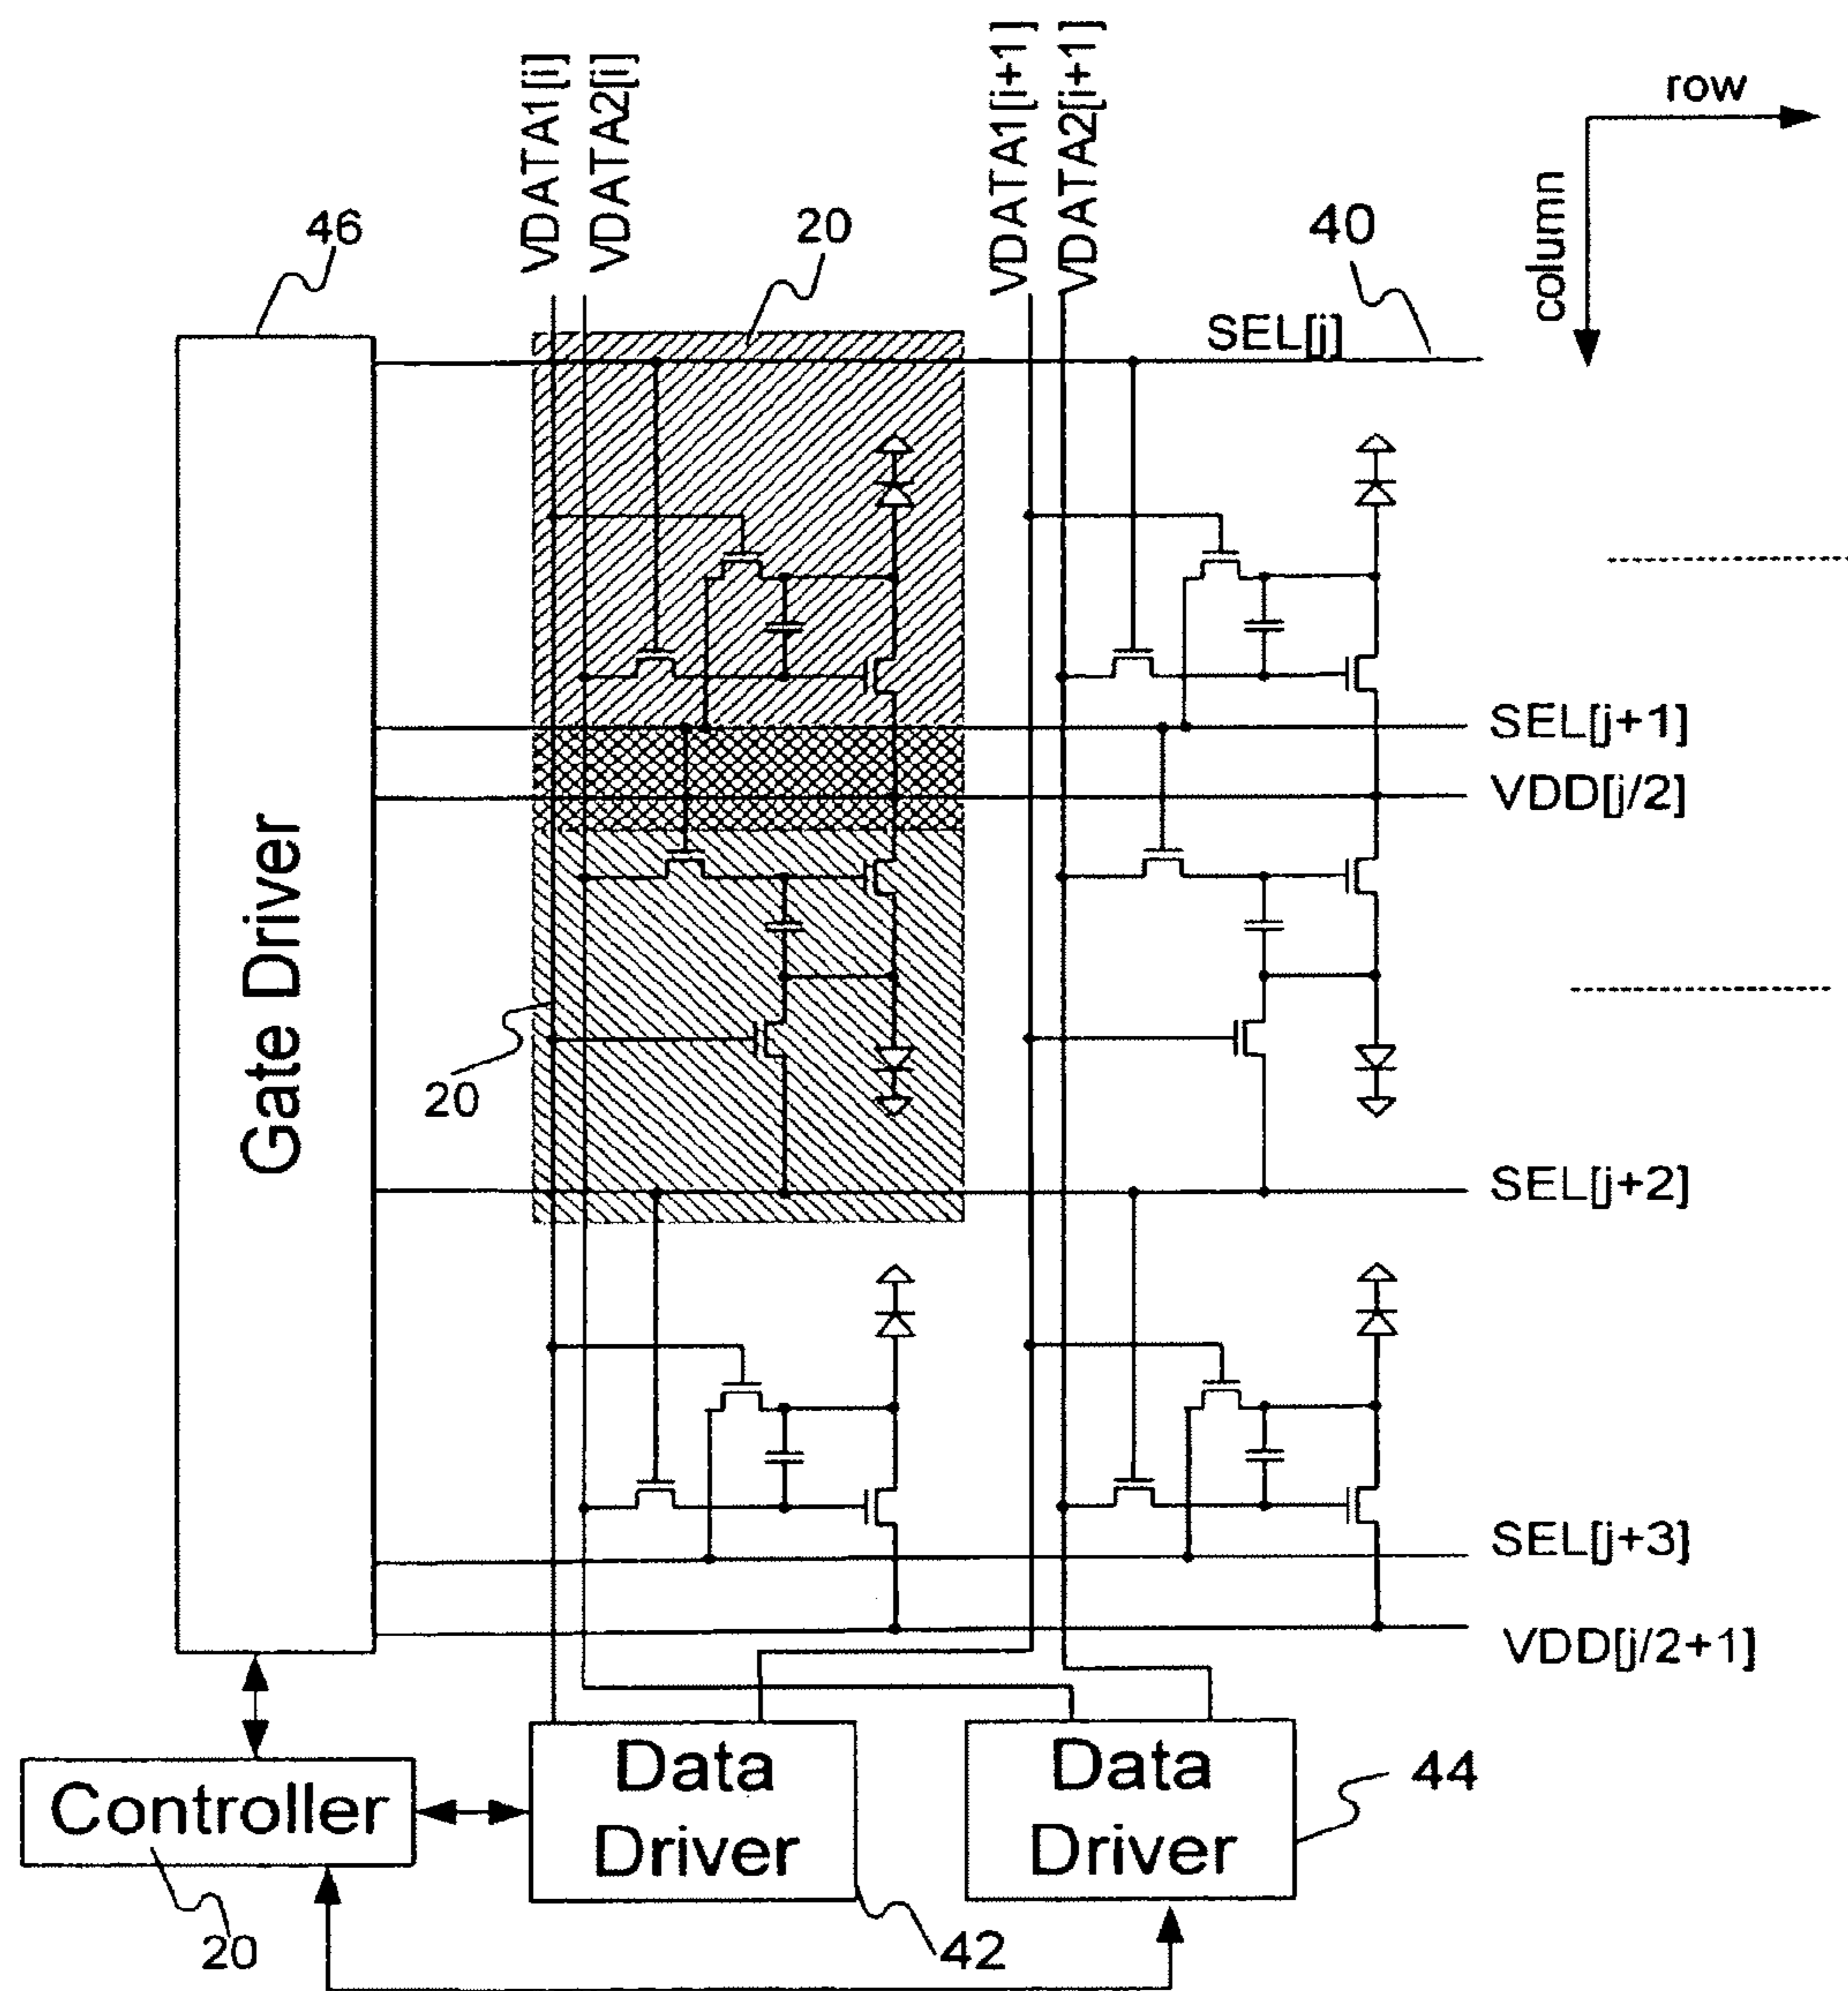 VDATA1[i]
VDATA2[i]
VDATA1[i+1]
VDATA2[i+1]
row
column
46
20
40
SEL[j]
SEL[j+1]
VDD[j/2]
Gate Driver
20
SEL[j+2]
SEL[j+3]
VDD[j/2+1]
Controller
Data
Driver
Data
Driver
44
20
42